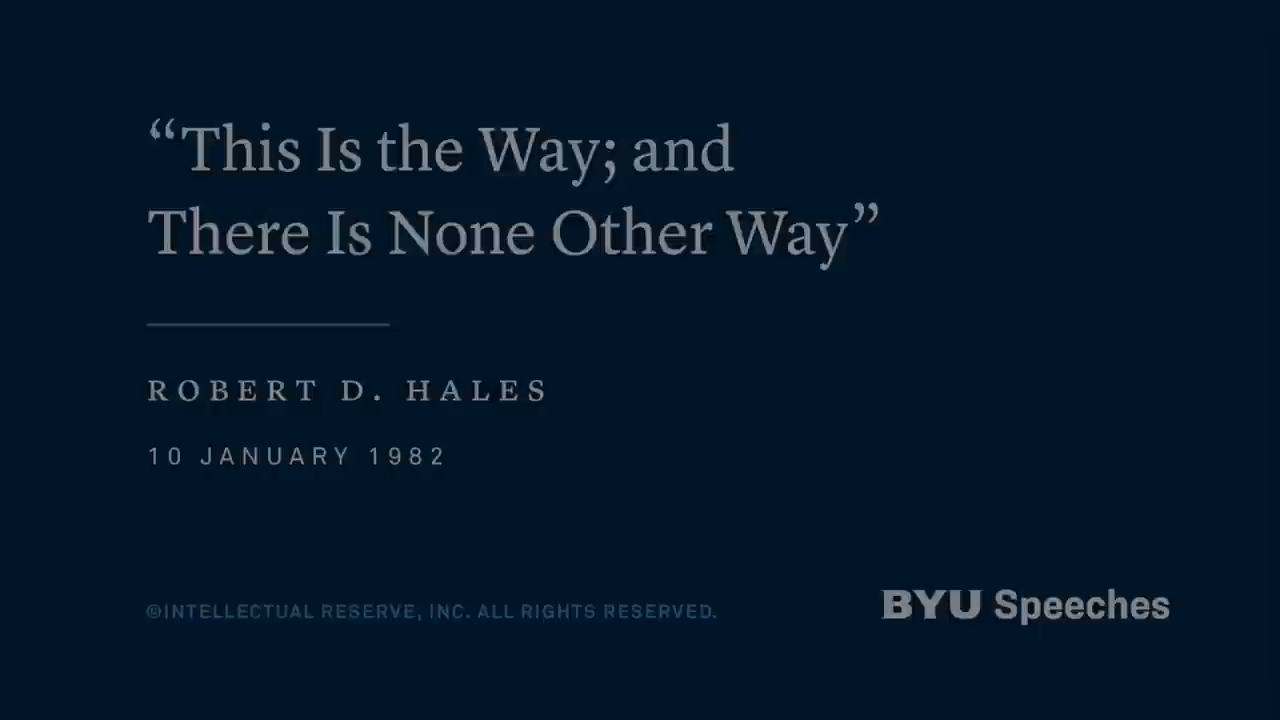 “This Is the Way; and
There Is None Other Way”
ROBERT D. HALES
10 JANUARY 1982
©INTELLECTUAL RESERVE, INC. ALL RIGHTS RESERVED.
BYU Speeches